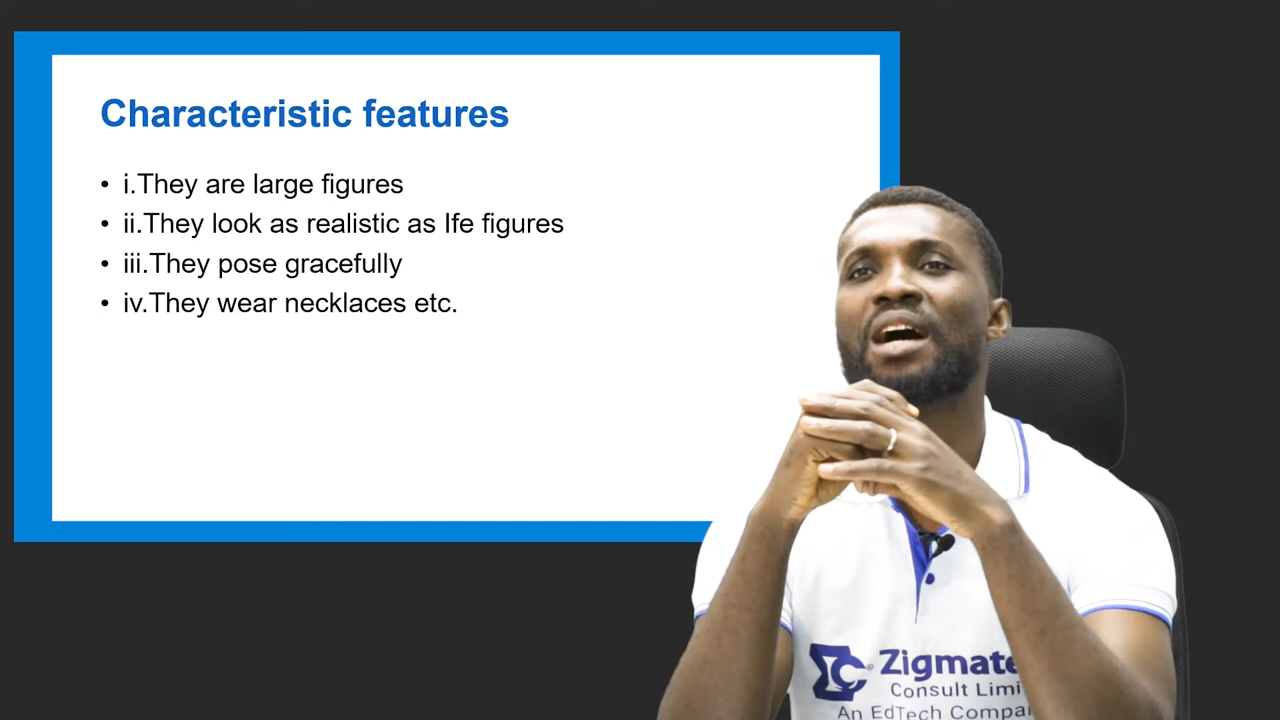 Characteristic features
• i.They are large figures
• ii.They look as realistic as Ife figures
• iii.They pose gracefully
• iv.They wear necklaces etc.
Zigmate
Consult Limi
An EdTech Compan